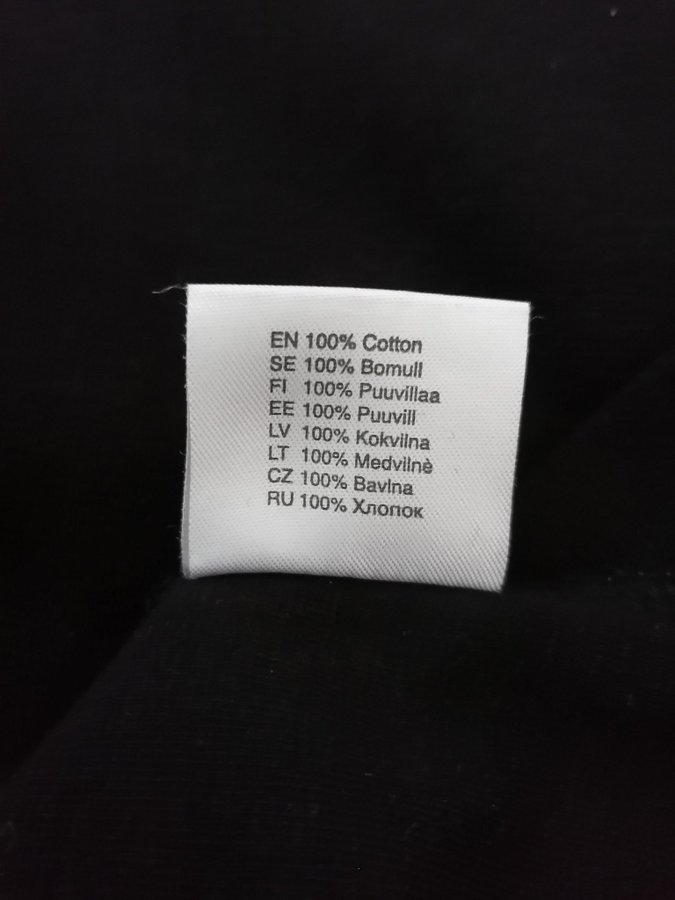 EN 100% Cotton
SE 100% Bomull
FI 100% Puuvillaa
EE 100% Puuvill
LV 100% Kokvilna
LT 100% Medvilnè
CZ 100% Bavlna
RU 100% Хлопок